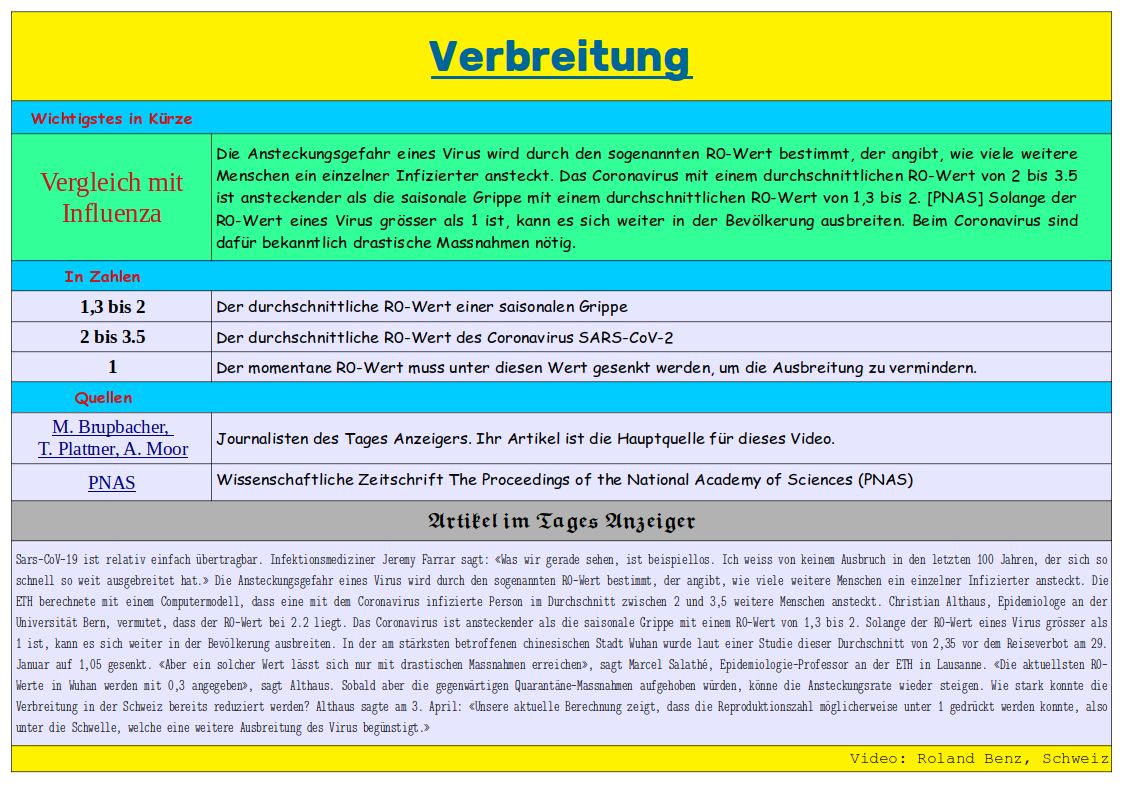 Verbreitung
Wichtigstes in Kürze
Vergleich mit
Influenza
Die Ansteckungsgefahr eines Virus wird durch den sogenannten R0-Wert bestimmt, der angibt, wie viele weitere
Menschen ein einzelner Infizierter ansteckt. Das Coronavirus mit einem durchschnittlichen R0-Wert von 2 bis 3.5
ist ansteckender als die saisonale Grippe mit einem durchschnittlichen R0-Wert von 1,3 bis 2. [PNAS] Solange der
R0-Wert eines Virus grösser als 1 ist, kann es sich weiter in der Bevölkerung ausbreiten. Beim Coronavirus sind
dafür bekanntlich drastische Massnahmen nötig.
In Zahlen
1,3 bis 2 Der durchschnittliche R0-Wert einer saisonalen Grippe
2 bis 3.5 Der durchschnittliche R0-Wert des Coronavirus SARS-CoV-2
1 Der momentane R0-Wert muss unter diesen Wert gesenkt werden, um die Ausbreitung zu vermindern.
Quellen
M. Brupbacher,
T. Plattner, A. Moor
Journalisten des Tages Anzeigers. Ihr Artikel ist die Hauptquelle für dieses Video.
PNAS Wissenschaftliche Zeitschrift The Proceedings of the National Academy of Sciences (PNAS)
Artikel im Tages Anzeiger
Sars-CoV-19 ist relativ einfach übertragbar. Infektionsmediziner Jeremy Farrar sagt: «Was wir gerade sehen, ist beispiellos. Ich weiss von keinem Ausbruch in den letzten 100 Jahren, der sich so
schnell so weit ausgebreitet hat.» Die Ansteckungsgefahr eines Virus wird durch den sogenannten R0-Wert bestimmt, der angibt, wie viele weitere Menschen ein einzelner Infizierter ansteckt. Die
ETH berechnete mit einem Computermodell, dass eine mit dem Coronavirus infizierte Person im Durchschnitt zwischen 2 und 3,5 weitere Menschen ansteckt. Christian Althaus, Epidemiologe an der
Universität Bern, vermutet, dass der R0-Wert bei 2.2 liegt. Das Coronavirus ist ansteckender als die saisonale Grippe mit einem R0-Wert von 1,3 bis 2. Solange der R0-Wert eines Virus grösser als
1 ist, kann es sich weiter in der Bevölkerung ausbreiten. In der am stärksten betroffenen chinesischen Stadt Wuhan wurde laut einer Studie dieser Durchschnitt von 2,35 vor dem Reiseverbot am 29.
Januar auf 1,05 gesenkt. «Aber ein solcher Wert lässt sich nur mit drastischen Massnahmen erreichen», sagt Marcel Salathé, Epidemiologie-Professor an der ETH in Lausanne. «Die aktuellsten R0-
Werte in Wuhan werden mit 0,3 angegeben», sagt Althaus. Sobald aber die gegenwärtigen Quarantäne-Massnahmen aufgehoben würden, könne die Ansteckungsrate wieder steigen. Wie stark konnte die
Verbreitung in der Schweiz bereits reduziert werden? Althaus sagte am 3. April: «Unsere aktuelle Berechnung zeigt, dass die Reproduktionszahl möglicherweise unter 1 gedrückt werden konnte, also
unter die Schwelle, welche eine weitere Ausbreitung des Virus begünstigt.»
Video: Roland Benz, Schweiz